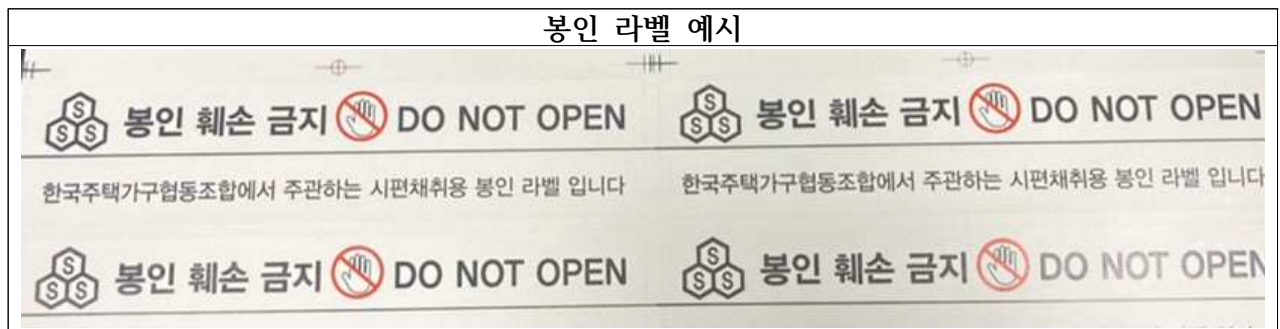 봉인 라벨 예시
SSS 봉인 훼손 금지 DO NOT OPEN SSS 봉인 훼손 금지 DO NOT OPEN
한국주택가구협동조합에서 주관하는 시편채취용 봉인 라벨 입니다 한국주택가구협동조합에서 주관하는 시편채취용 봉인 라벨 입니다
SSS 봉인 훼손 금지 DO NOT OPEN SSS 봉인 훼손 금지 DO NOT OPEN